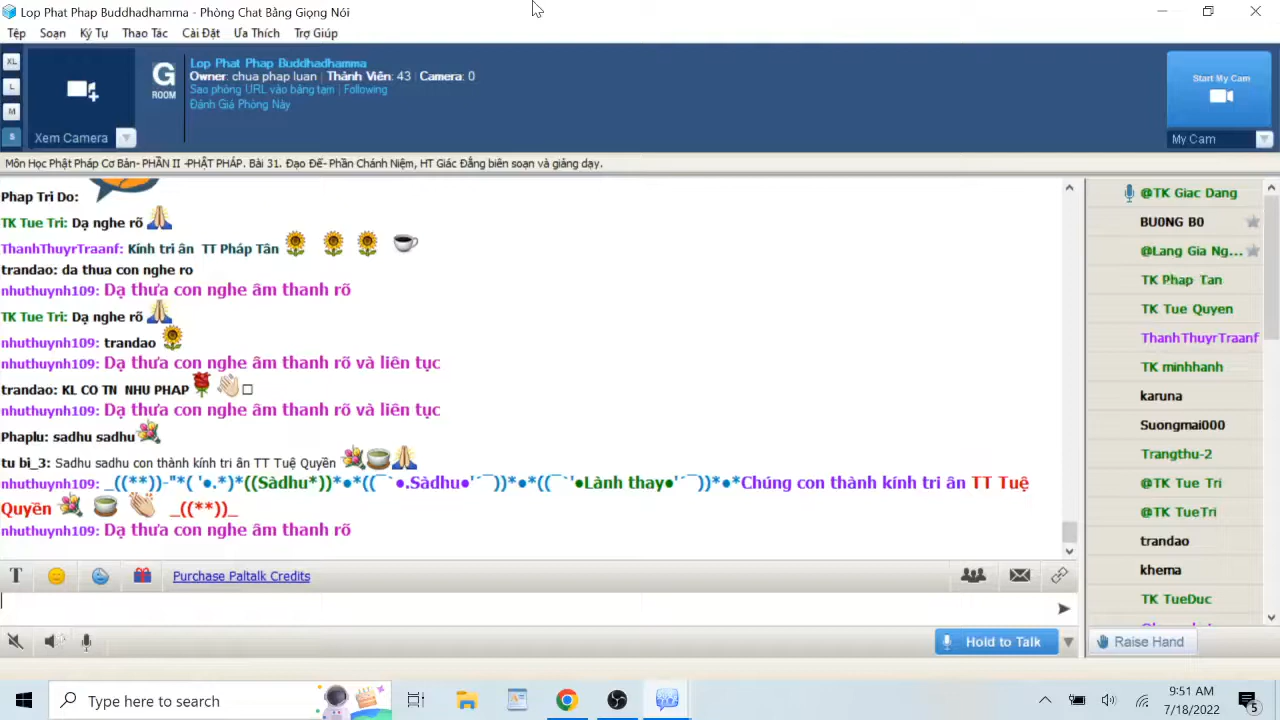 Lop Phat Phap Buddhadhamma - Phòng Chat Bằng Giọng Nói
Tệp Soạn Ký Tự Thao Tác Cài Đặt Ưa Thích Trợ Giúp
XL
L
M
S
Xem Camera
G
ROOM
Lop Phat Phap Buddhadhamma
Owner: chua phap luan | Thành Viên: 43 | Camera: 0
Sao phòng URL vào bảng tạm | Following
Đánh Giá Phòng Này
Start My Cam
My Cam
Môn Học Phật Pháp Cơ Bản- PHẦN II -PHẬT PHÁP. Bài 31. Đạo Đế- Phần Chánh Niệm, HT Giác Đẳng biên soạn và giảng dạy.
Phap Tri Do:
TK Tue Tri: Dạ nghe rõ
ThanhThuyrTraanf: Kính tri ân TT Pháp Tân
trandao: da thua con nghe ro
nhuthuynh109: Dạ thưa con nghe âm thanh rõ
TK Tue Tri: Dạ nghe rõ
nhuthuynh109: trandao
nhuthuynh109: Dạ thưa con nghe âm thanh rõ và liên tục
trandao: KL CO TN NHU PHAP
nhuthuynh109: Dạ thưa con nghe âm thanh rõ và liên tục
Phaplu: sadhu sadhu
tu bi_3: Sadhu sadhu con thành kính tri ân TT Tuệ Quyền
nhuthuynh109: _((**))-"*( '●.*)*((Sàdhu*))*●*((¯`●.Sàdhu●'´¯))*●*((¯`'●Lành thay●'´¯))*●*Chúng con thành kính tri ân TT Tuệ
Quyền _((**))_
nhuthuynh109: Dạ thưa con nghe âm thanh rõ
@TK Giac Dang
BU0NG B0
@Lang Gia Ng...
TK Phap Tan
TK Tue Quyen
ThanhThuyrTraanf
TK minhhanh
karuna
Suongmai000
Trangthu-2
@TK Tue Tri
@TK TueTri
trandao
khema
TK TueDuc
T Purchase Paltalk Credits
Hold to Talk
Raise Hand
Type here to search
9:51 AM
7/18/2022
5